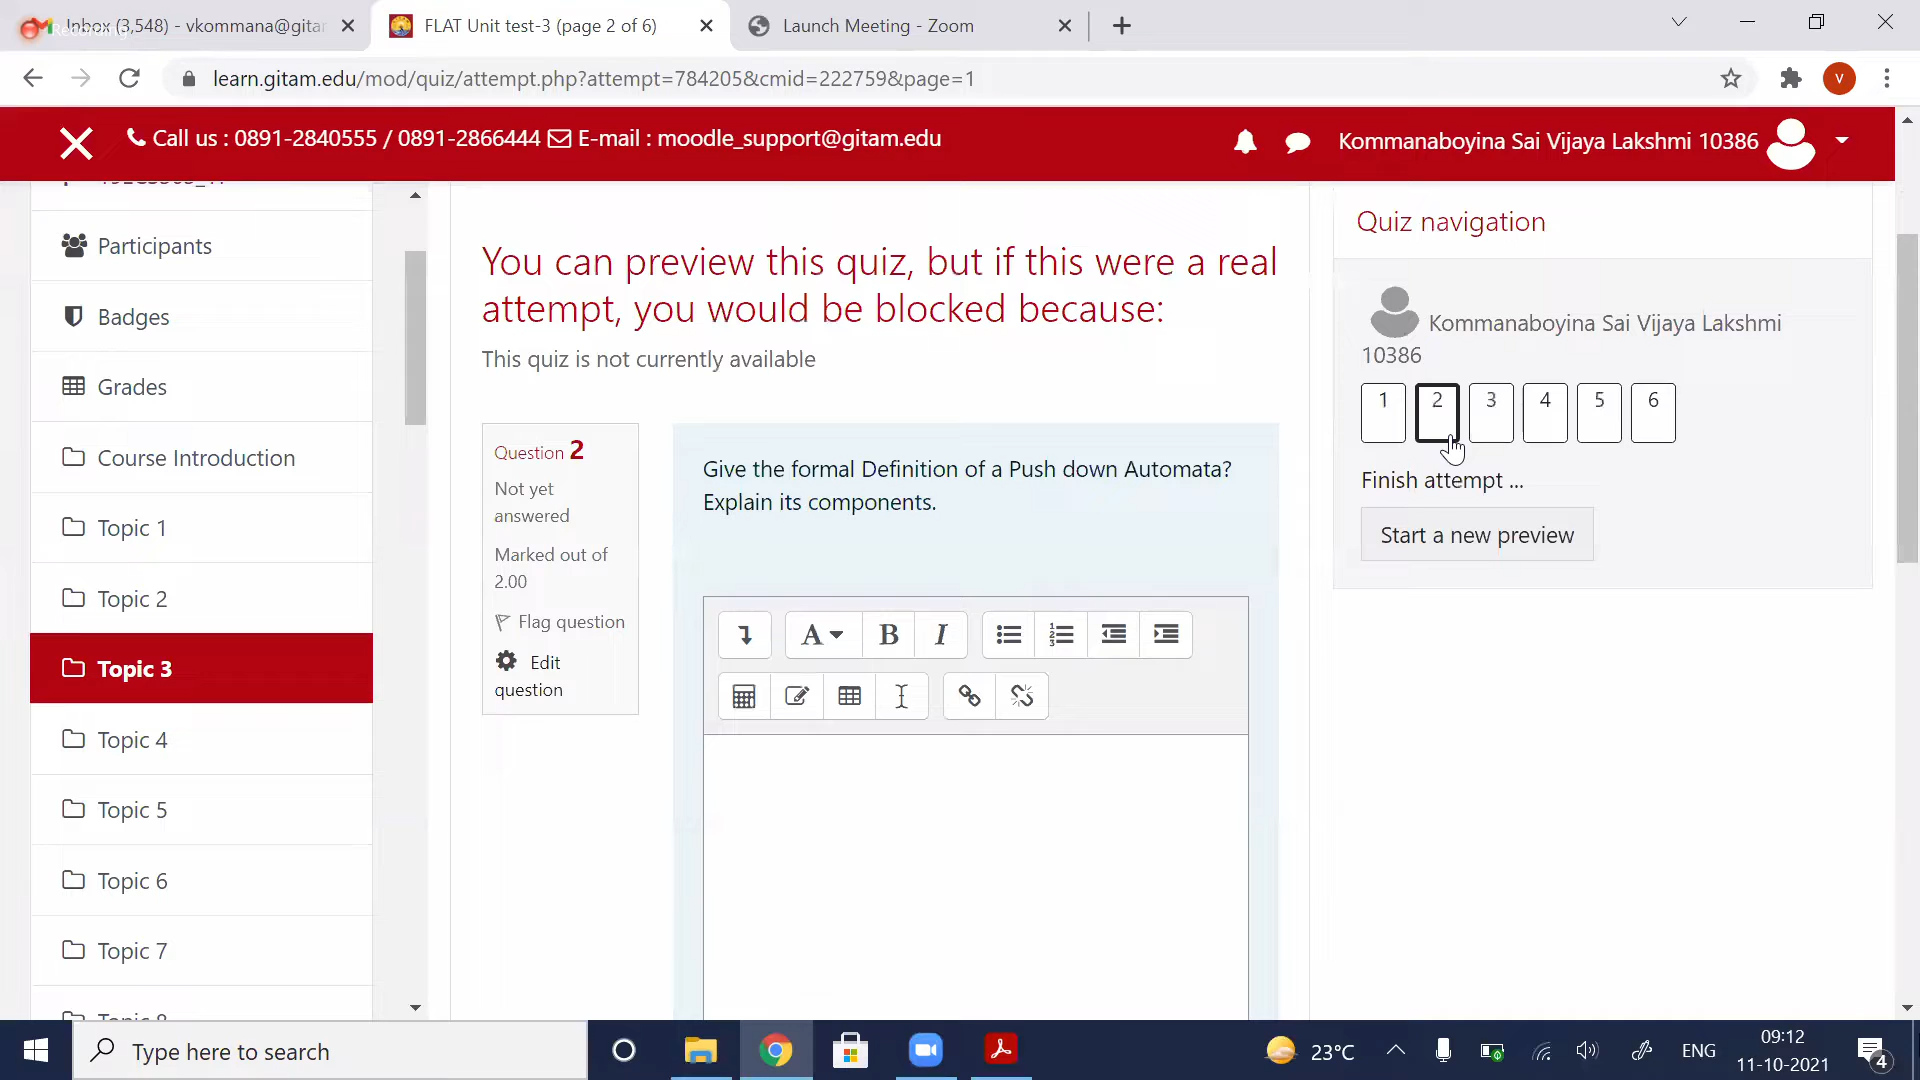 Inbox (3,548) - vkommana@gitar
FLAT Unit test-3 (page 2 of 6)
Launch Meeting - Zoom
learn.gitam.edu/mod/quiz/attempt.php?attempt=784205&cmid=222759&page=1
V
Call us : 0891-2840555 / 0891-2866444 E-mail : moodle_support@gitam.edu
Kommanaboyina Sai Vijaya Lakshmi 10386
Participants
Badges
Grades
Course Introduction
Topic 1
Topic 2
Topic 3
Topic 4
Topic 5
Topic 6
Topic 7
You can preview this quiz, but if this were a real
attempt, you would be blocked because:
This quiz is not currently available
Question 2
Not yet
answered
Marked out of
2.00
Flag question
Edit
question
Give the formal Definition of a Push down Automata?
Explain its components.
A B I
Quiz navigation
Kommanaboyina Sai Vijaya Lakshmi
10386
1 2 3 4 5 6
Finish attempt ...
Start a new preview
Type here to search
23°C
ENG
09:12
11-10-2021
4